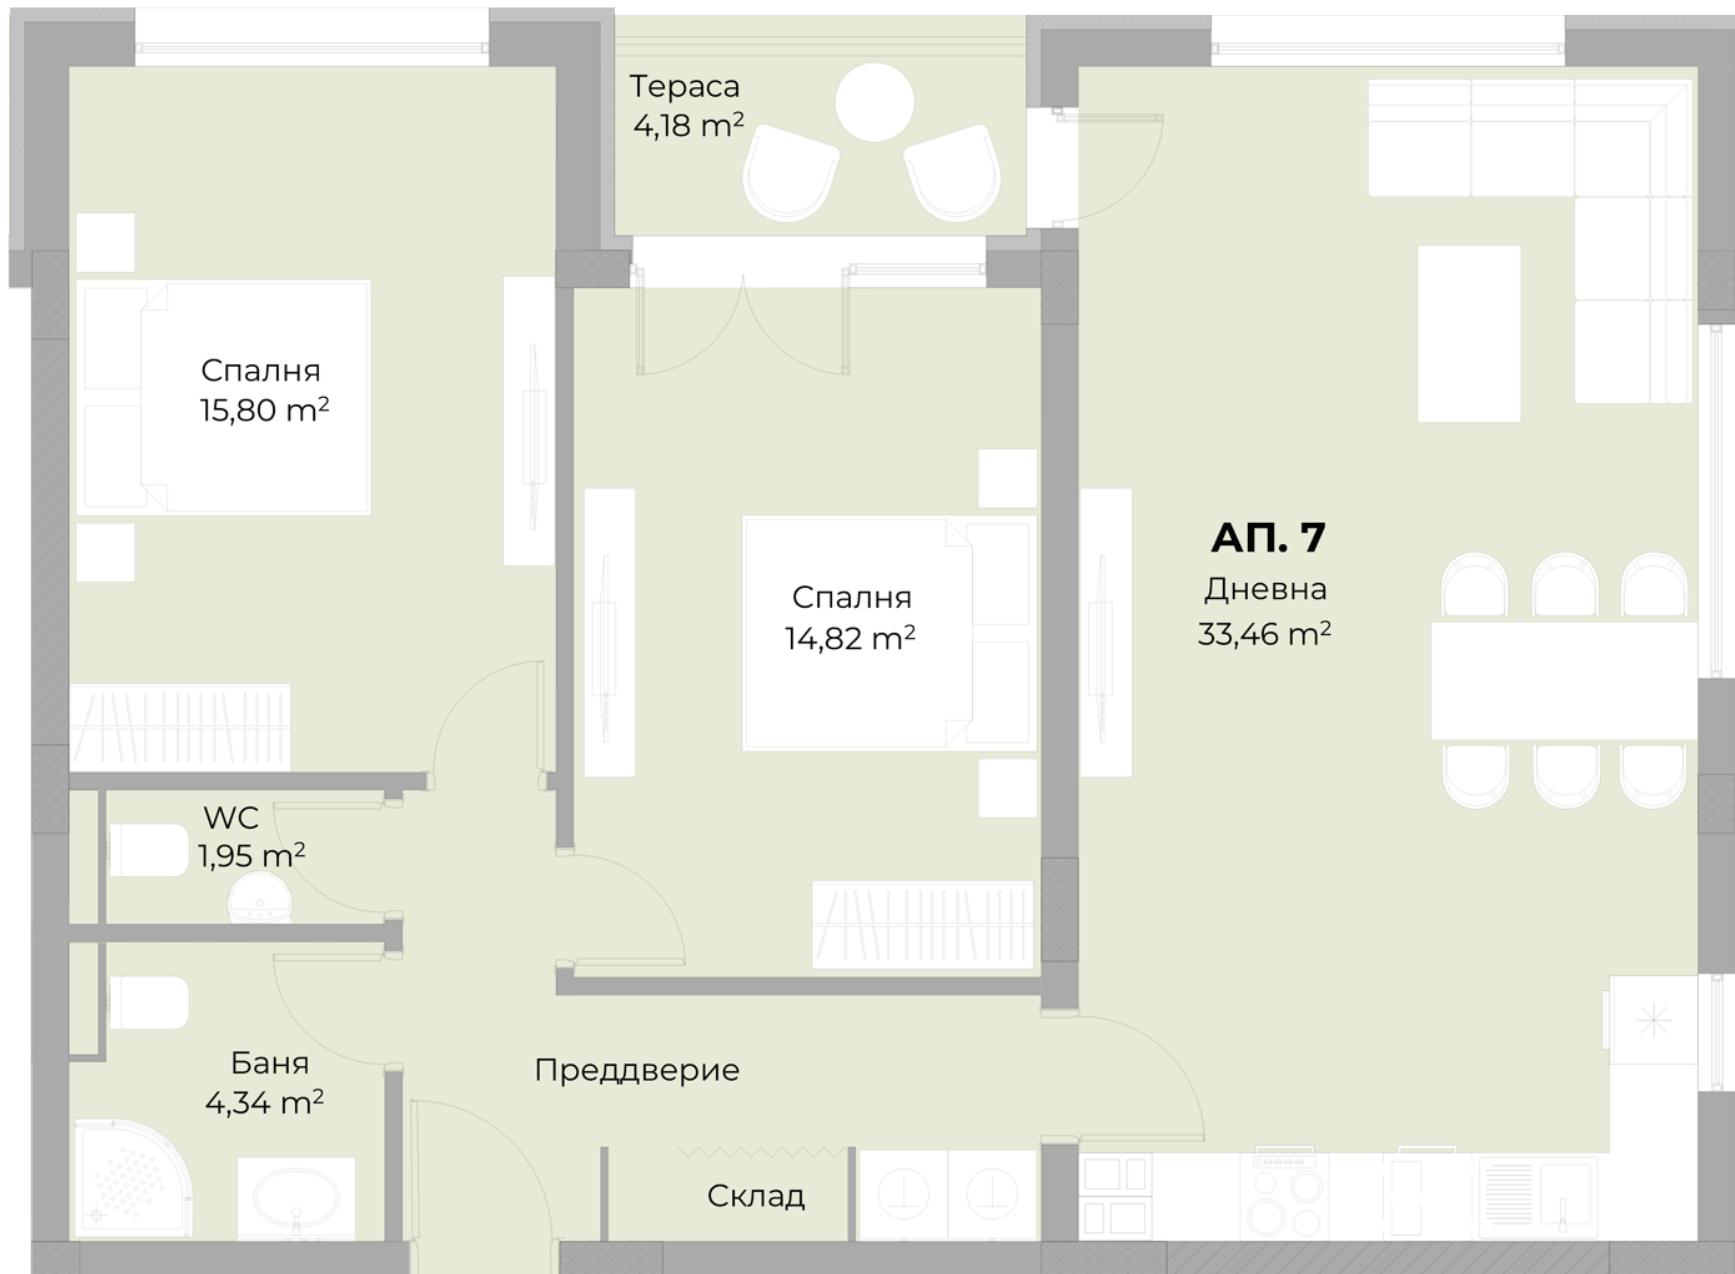 Тераса
4,18 m²
Спалня
15,80 m²
АП. 7
Дневна
33,46 m²
Спалня
14,82 m²
WC
1,95 m²
Баня
4,34 m²
Преддверие
Склад